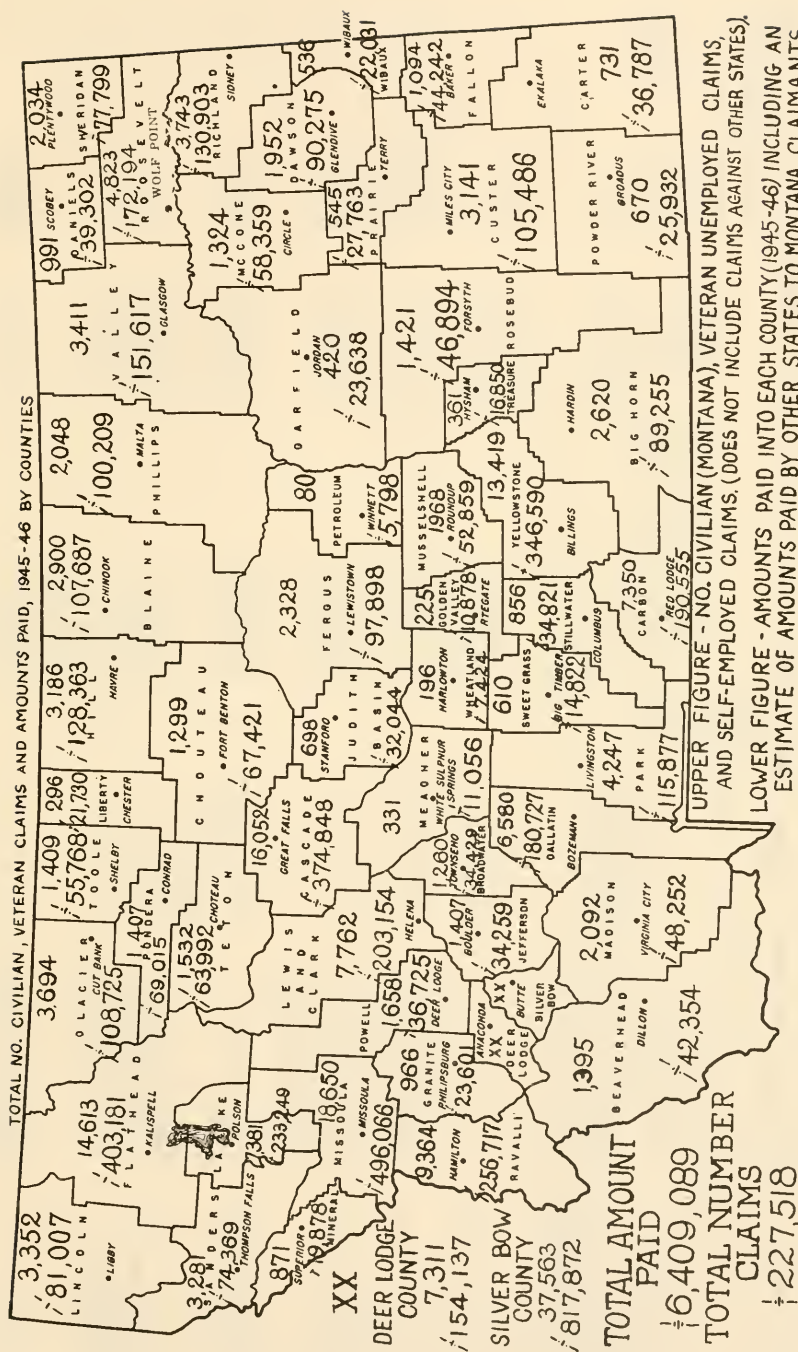 TOTAL NO. CIVILIAN, VETERAN CLAIMS AND AMOUNTS PAID, 1945-46 BY COUNTIES
3,352
81,007
LINCOLN
LIBBY
14,613
403,181
FLATHEAD
KALISPELL
3,694
GLACIER
CUT BANK
108,725
1,409
55,768
TOOLE
SHELBY
296
21,730
LIBERTY
CHESTER
3,186
128,363
HILL
HAVRE
2,900
107,687
CHINOOK
BLAINE
2,048
100,209
MALTA
PHILLIPS
3,411
VALLEY
151,617
GLASGOW
991 SCOBEY
DANIELS
39,302
2,034
PLENTYWOOD
SHERIDAN
77,799
4,823
172,194
ROOSEVELT
WOLF POINT
3,743
130,903
RICHLAND
SIDNEY
1,407
PONDERA
69,015
CONRAD
1,532
63,992
CHOTEAU
TETON
1,299
CHOUTEAU
FORT BENTON
67,421
1,324
MCCONE
58,359
CIRCLE
1,952
DAWSON
90,275
GLENDIVE
536
WIBAUX
22,031
WIBAUX
545
27,763
PRAIRIE
TERRY
3,281
SANDERS
74,369
THOMPSON FALLS
LAKE
POLSON
7,381
233,249
871
SUPERIOR
19,878
MINERAL
18,650
MISSOULA
MISSOULA
496,066
LEWIS AND CLARK
7,762
203,154
HELENA
16,052
GREAT FALLS
CASCADE
374,848
698
STANFORD
JUDITH BASIN
32,044
2,328
FERGUS
LEWISTOWN
97,898
80
PETROLEUM
WINNETT
5,798
GARFIELD
JORDAN
420
23,638
1,421
46,894
FORSYTH
ROSEBUD
MILES CITY
3,141
CUSTER
105,486
1,094
744,242
BAKER
FALLON
POWELL
1,658
36,725
DEER LODGE
966
GRANITE
PHILIPSBURG
23,601
9,364
HAMILTON
256,717
RAVALLI
ANACONDA
XX
DEER LODGE
XX
BUTTE
SILVER BOW
1,407
BOULDER
34,259
JEFFERSON
1260
TOWNSEND
34,429
BROADWATER
331
MEAGHER
WHITE SULPHUR SPRINGS
11,056
196
HARLOWTON
WHEATLAND
7,424
225
GOLDEN VALLEY
10,878
RYEGATE
MUSSELSHELL
1968
ROUNDUP
52,859
13,419
YELLOWSTONE
346,590
BILLINGS
361
HYSHAM
16,850
TREASURE
HARDIN
2,620
BIG HORN
89,255
POWDER RIVER
BROADUS
670
25,932
EKALAKA
CARTER
731
36,787
1,395
BEAVERHEAD
DILLON
42,354
2,092
MADISON
VIRGINIA CITY
48,252
6,580
180,727
GALLATIN
BOZEMAN
LIVINGSTON
4,247
PARK
115,877
610
SWEET GRASS
BIG TIMBER
14,822
856
34,821
STILLWATER
COLUMBUS
7,350
CARBON
RED LODGE
190,555
XX
DEER LODGE
COUNTY
7,311
154,137
SILVER BOW
COUNTY
37,563
817,872
TOTAL AMOUNT
PAID
6,409,089
TOTAL NUMBER
CLAIMS
227,518
UPPER FIGURE - NO. CIVILIAN (MONTANA), VETERAN UNEMPLOYED CLAIMS,
AND SELF-EMPLOYED CLAIMS, (DOES NOT INCLUDE CLAIMS AGAINST OTHER STATES).
LOWER FIGURE - AMOUNTS PAID INTO EACH COUNTY (1945-46) INCLUDING AN
ESTIMATE OF AMOUNTS PAID BY OTHER STATES TO MONTANA CLAIMANTS